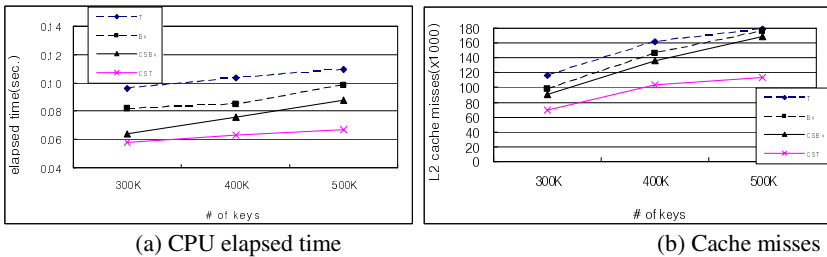 0.16
0.14
0.12
0.10
0.08
0.06
0.04
elapsed time(sec.)
T
B+
CSB+
CST
300K 400K 500K
# of keys
(a) CPU elapsed time
180
160
140
120
100
80
60
40
20
0
L2 cache misses(x1000)
T
B+
CSB+
CST
300K 400K 500K
# of keys
(b) Cache misses